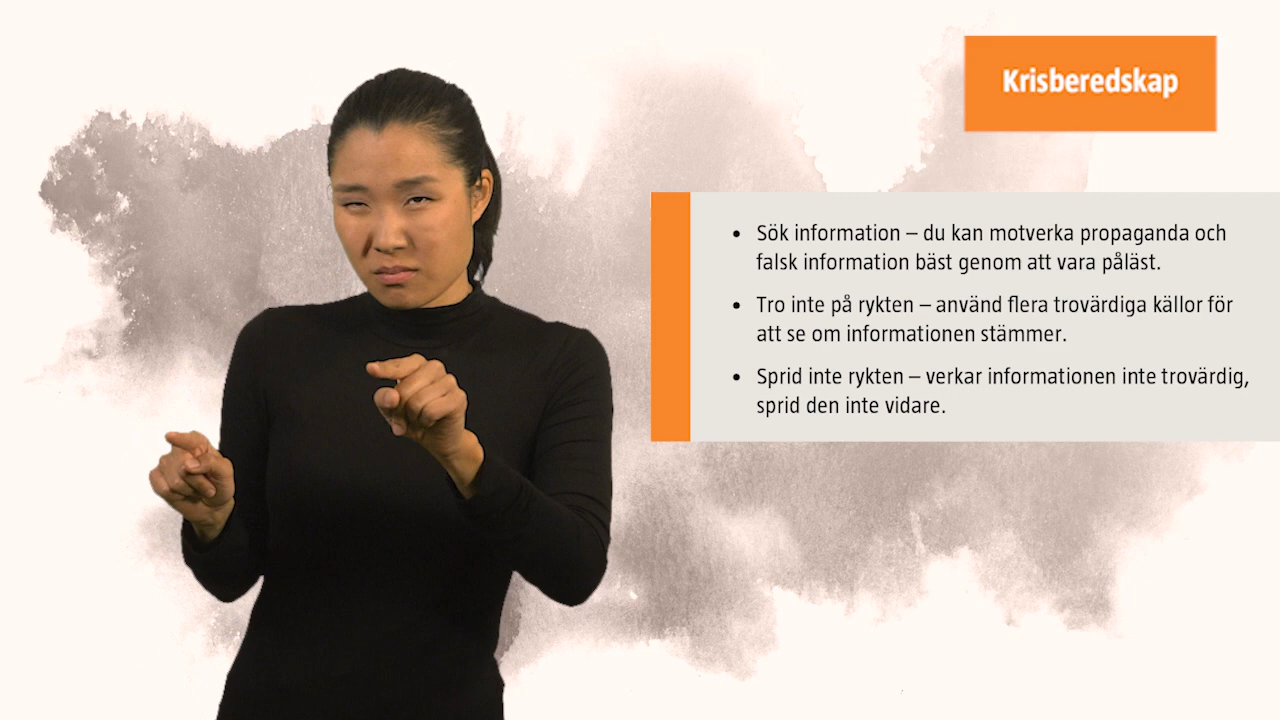 Krisberedskap
• Sök information – du kan motverka propaganda och
falsk information bäst genom att vara påläst.
• Tro inte på rykten – använd flera trovärdiga källor för
att se om informationen stämmer.
• Sprid inte rykten – verkar informationen inte trovärdig,
sprid den inte vidare.